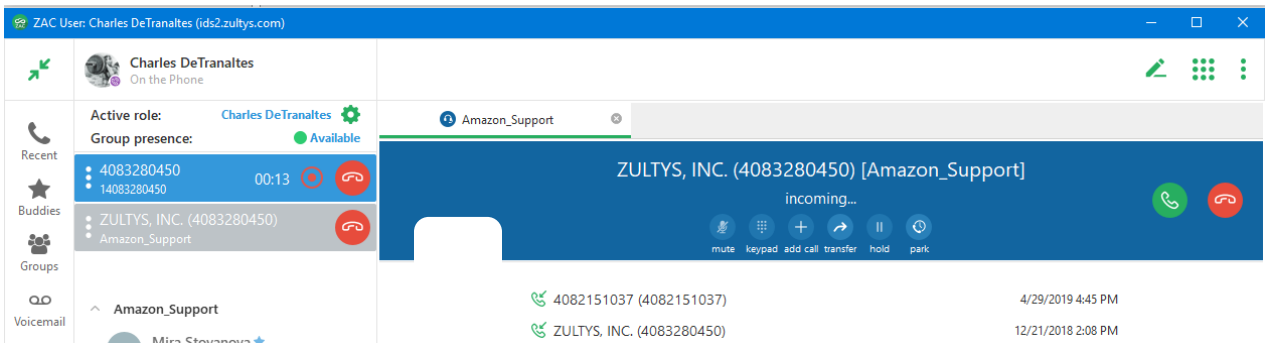 ZAC User: Charles DeTranaltes (ids2.zultys.com)
Charles DeTranaltes
On the Phone
Active role: Charles DeTranaltes
Group presence: Available
Recent
Buddies
Groups
Voicemail
4083280450
14083280450
00:13
ZULTYS, INC. (4083280450)
Amazon_Support
Amazon_Support
Mira Stoyanova
Amazon_Support
ZULTYS, INC. (4083280450) [Amazon_Support]
incoming...
mute keypad add call transfer hold park
4082151037 (4082151037) 4/29/2019 4:45 PM
ZULTYS, INC. (4083280450) 12/21/2018 2:08 PM